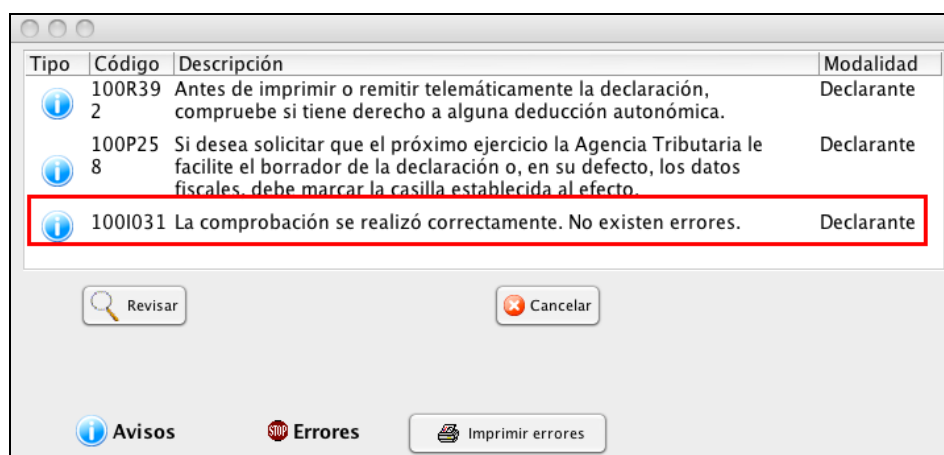 Tipo Código Descripción Modalidad
100R39 Antes de imprimir o remitir telemáticamente la declaración, Declarante
2 compruebe si tiene derecho a alguna deducción autonómica.
100P25 Si desea solicitar que el próximo ejercicio la Agencia Tributaria le Declarante
8 facilite el borrador de la declaración o, en su defecto, los datos
fiscales, debe marcar la casilla establecida al efecto.
100I031 La comprobación se realizó correctamente. No existen errores. Declarante
Revisar Cancelar
Avisos STOP Errores Imprimir errores